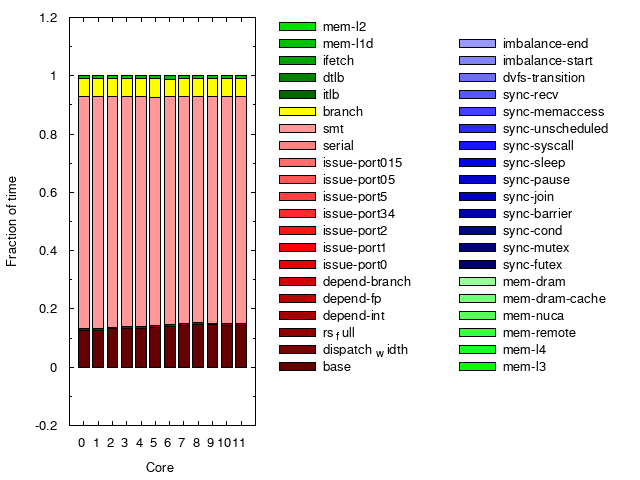 1.2
1
0.8
0.6
0.4
0.2
0
-0.2
Fraction of time
0 1 2 3 4 5 6 7 8 9 10 11
Core
mem-l2
mem-l1d
ifetch
dtlb
itlb
branch
smt
serial
issue-port015
issue-port05
issue-port5
issue-port34
issue-port2
issue-port1
issue-port0
depend-branch
depend-fp
depend-int
rsfull
dispatchwidth
base
imbalance-end
imbalance-start
dvfs-transition
sync-recv
sync-memaccess
sync-unscheduled
sync-syscall
sync-sleep
sync-pause
sync-join
sync-barrier
sync-cond
sync-mutex
sync-futex
mem-dram
mem-dram-cache
mem-nuca
mem-remote
mem-l4
mem-l3